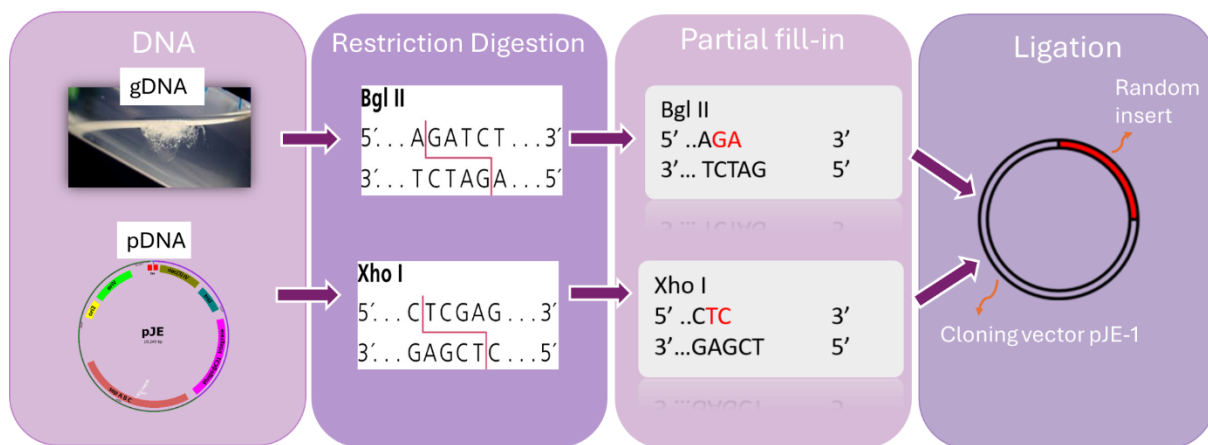 DNA
gDNA
pDNA
oriV
ori2
pJE
Restriction Digestion
Bgl II
5′... AGATCT...3′
3′... TCTAGA...5′
Xho I
5′... CTCGAG...3′
3′... GAGCTC...5′
Partial fill-in
Bgl II
5’ ..AGA 3’
3’... TCTAG 5’
Xho I
5’ ..CTC 3’
3’...GAGCT 5’
Ligation
Random
insert
Cloning vector pJE-1